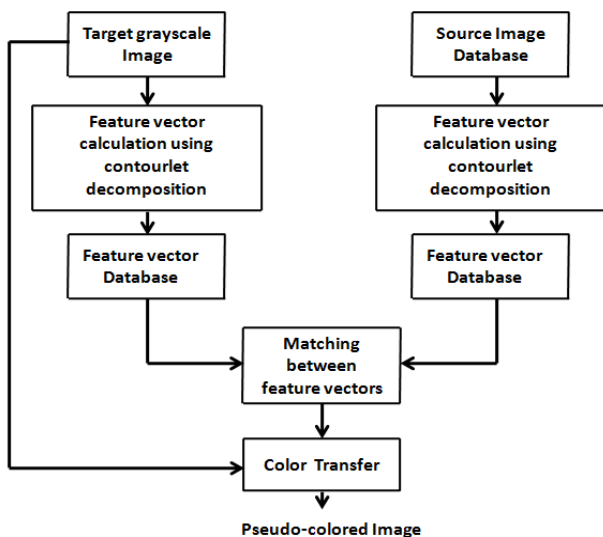 Target grayscale
Image
Source Image
Database
Feature vector
calculation using
contourlet
decomposition
Feature vector
calculation using
contourlet
decomposition
Feature vector
Database
Feature vector
Database
Matching
between
feature vectors
Color Transfer
Pseudo-colored Image